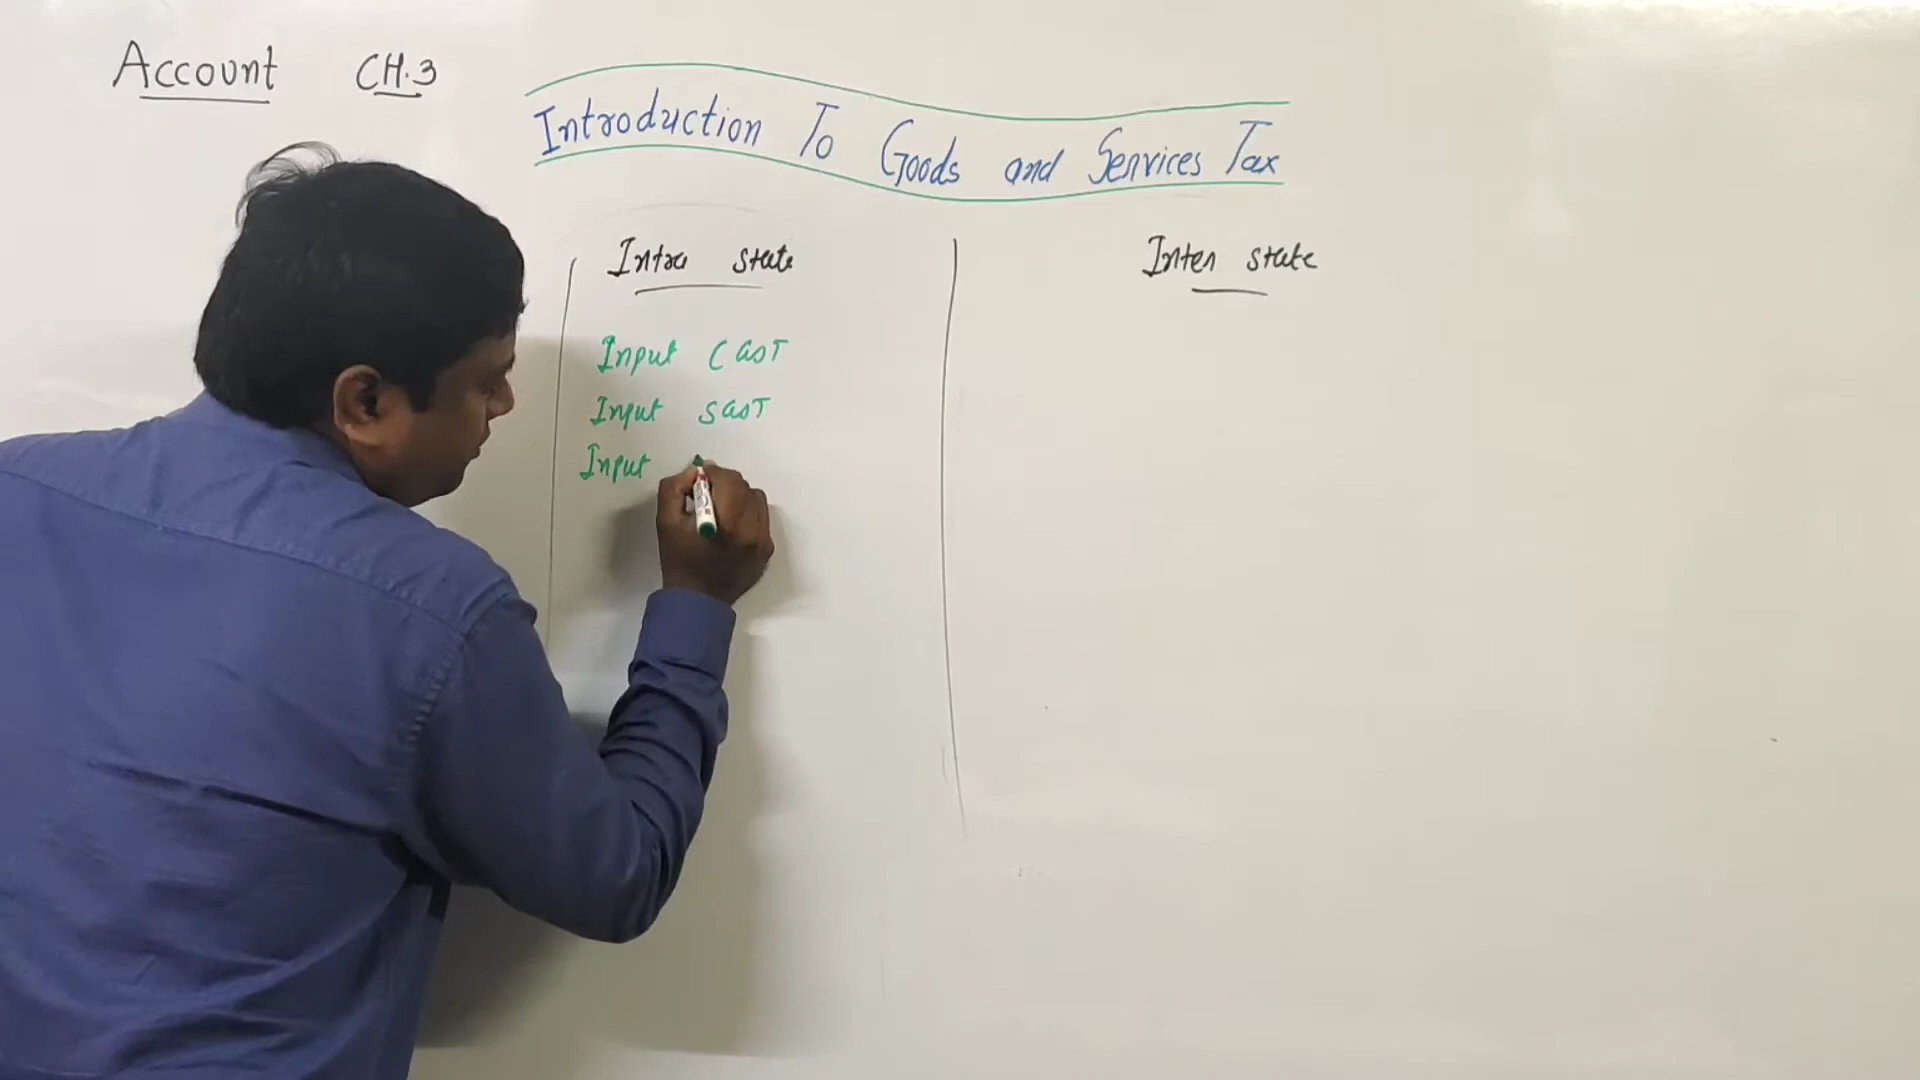 Account CH.3
Introduction To Goods and Services Tax
Intra state
Input CGST
Input SGST
Input
Inter state